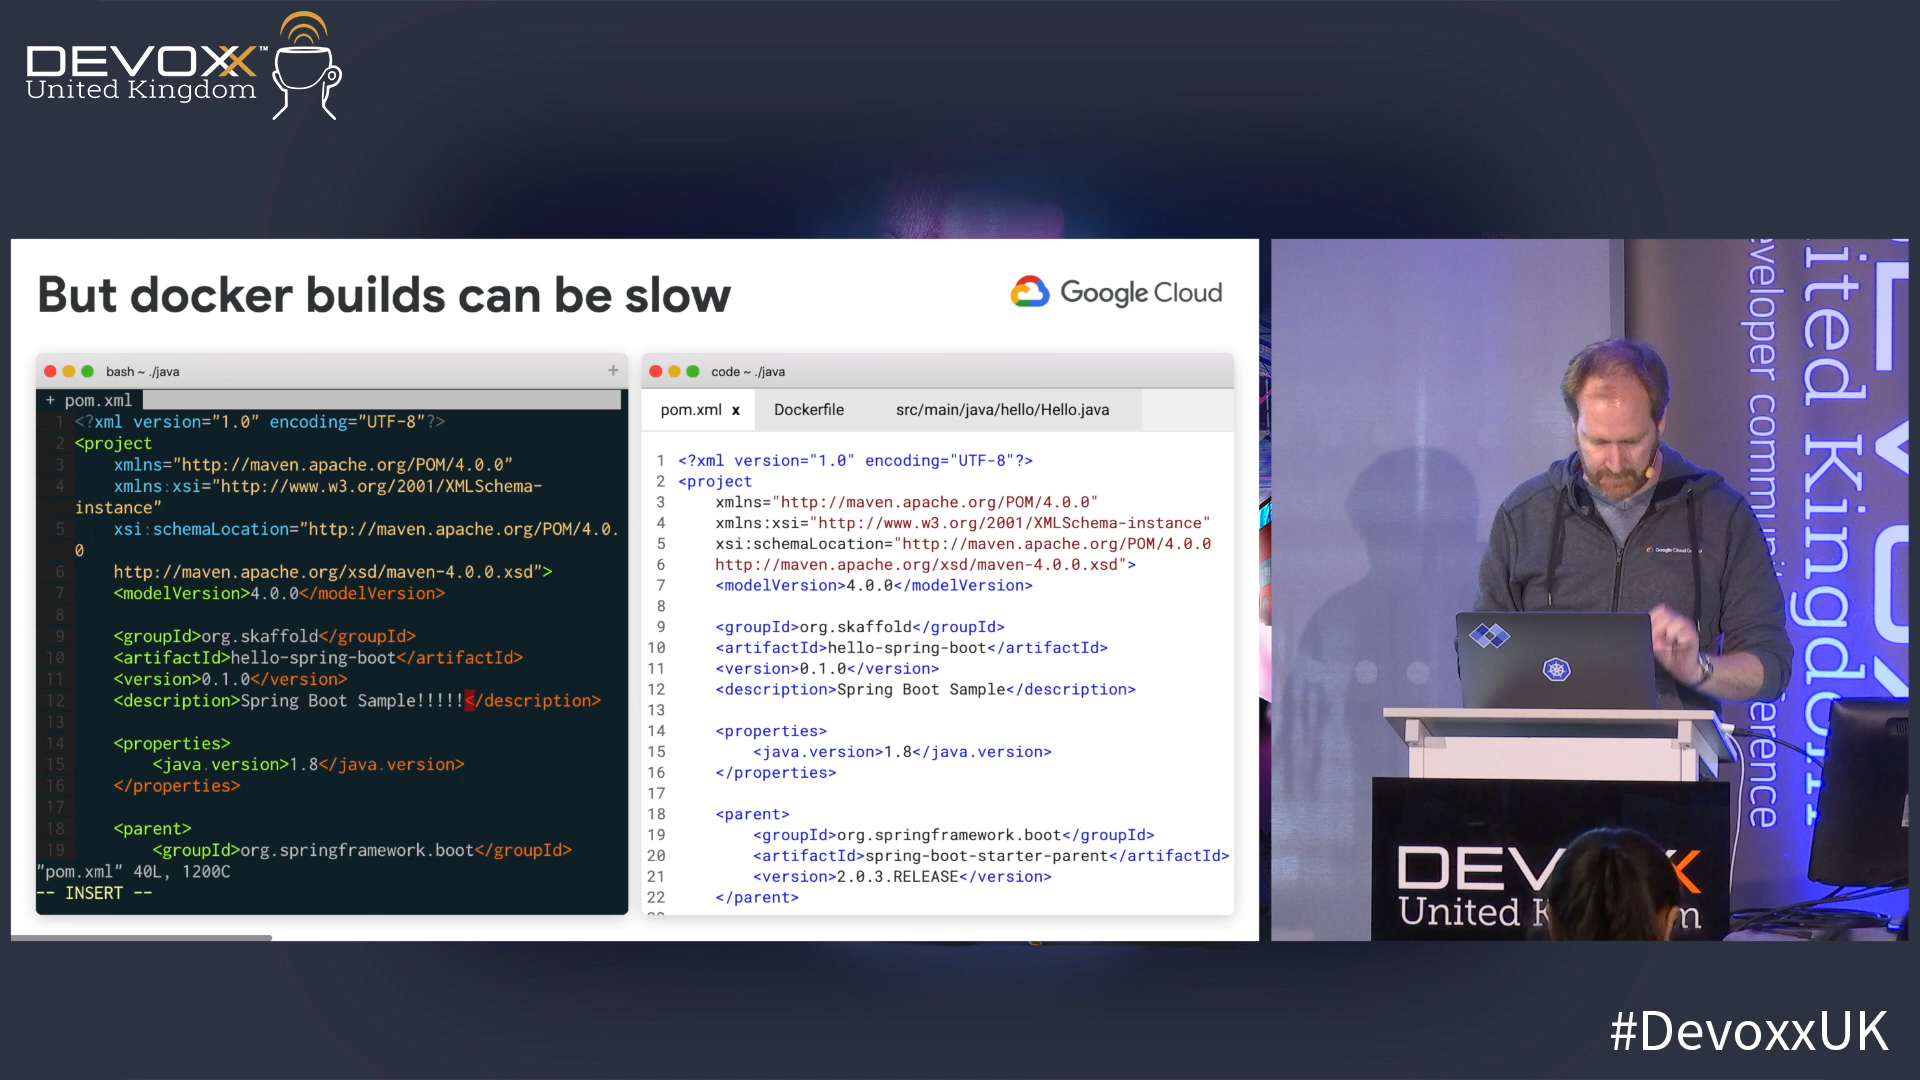 DEVOXX™
United Kingdom
But docker builds can be slow
Google Cloud
bash ~ ./java
+
+ pom.xml
1 <?xml version="1.0" encoding="UTF-8"?>
2 <project
3 xmlns="http://maven.apache.org/POM/4.0.0"
4 xmlns:xsi="http://www.w3.org/2001/XMLSchema-
instance"
5 xsi:schemaLocation="http://maven.apache.org/POM/4.0.
0
6 http://maven.apache.org/xsd/maven-4.0.0.xsd">
7 <modelVersion>4.0.0</modelVersion>
8
9 <groupId>org.skaffold</groupId>
10 <artifactId>hello-spring-boot</artifactId>
11 <version>0.1.0</version>
12 <description>Spring Boot Sample!!!!!</description>
13
14 <properties>
15 <java.version>1.8</java.version>
16 </properties>
17
18 <parent>
19 <groupId>org.springframework.boot</groupId>
"pom.xml" 40L, 1200C
-- INSERT --
code ~ ./java
pom.xml x Dockerfile src/main/java/hello/Hello.java
1 <?xml version="1.0" encoding="UTF-8"?>
2 <project
3 xmlns="http://maven.apache.org/POM/4.0.0"
4 xmlns:xsi="http://www.w3.org/2001/XMLSchema-instance"
5 xsi:schemaLocation="http://maven.apache.org/POM/4.0.0
6 http://maven.apache.org/xsd/maven-4.0.0.xsd">
7 <modelVersion>4.0.0</modelVersion>
8
9 <groupId>org.skaffold</groupId>
10 <artifactId>hello-spring-boot</artifactId>
11 <version>0.1.0</version>
12 <description>Spring Boot Sample</description>
13
14 <properties>
15 <java.version>1.8</java.version>
16 </properties>
17
18 <parent>
19 <groupId>org.springframework.boot</groupId>
20 <artifactId>spring-boot-starter-parent</artifactId>
21 <version>2.0.3.RELEASE</version>
22 </parent>
ited Kingdom
eveloper community
erence
DEV X
United K m
#DevoxxUK